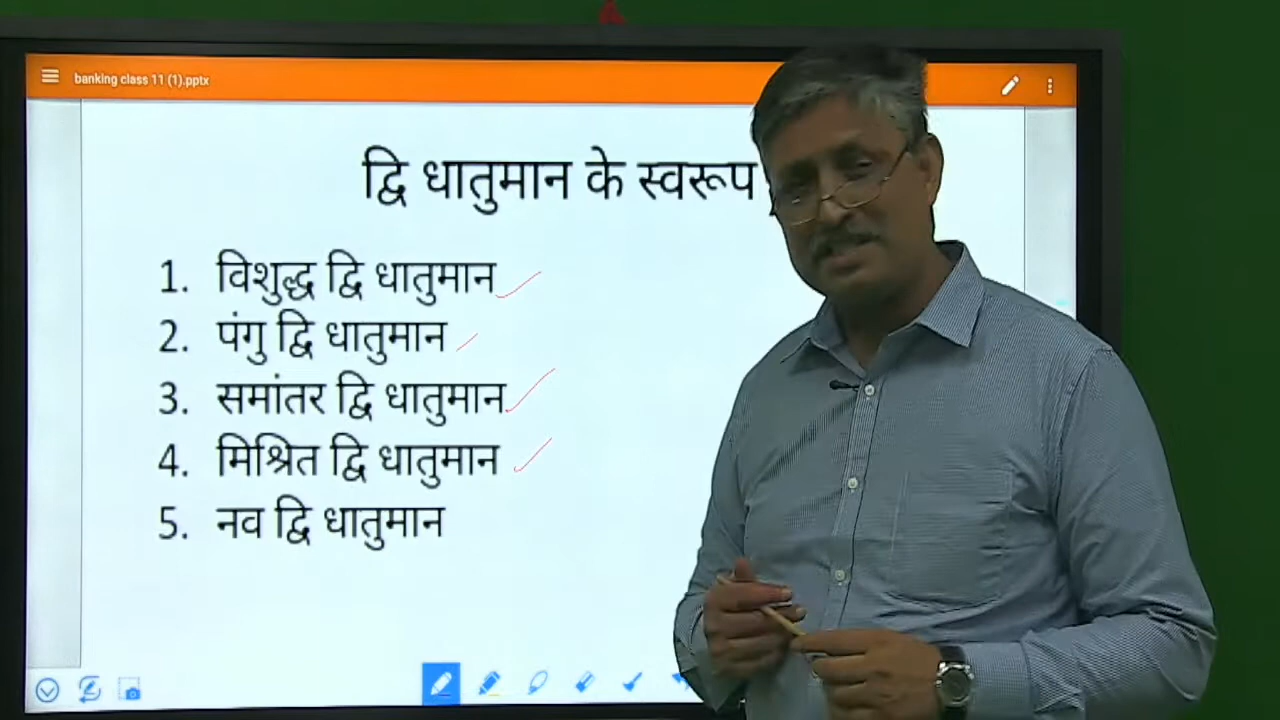 banking class 11 (1).pptx
द्वि धातुमान के स्वरूप
1. विशुद्ध द्वि धातुमान
2. पंगु द्वि धातुमान
3. समांतर द्वि धातुमान
4. मिश्रित द्वि धातुमान
5. नव द्वि धातुमान